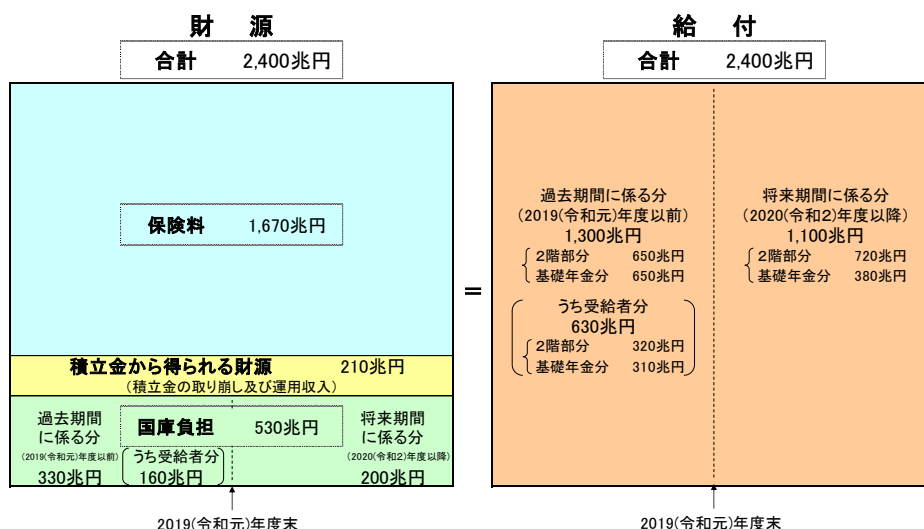 財　源
合計　2,400兆円
保険料　1,670兆円
積立金から得られる財源　210兆円
(積立金の取り崩し及び運用収入)
過去期間
に係る分
(2019(令和元)年度以前)
330兆円
国庫負担　530兆円
うち受給者分
160兆円
将来期間
に係る分
(2020(令和2)年度以降)
200兆円
2019(令和元)年度末
=
給　付
合計　2,400兆円
過去期間に係る分
(2019(令和元)年度以前)
1,300兆円
2階部分　650兆円
基礎年金分　650兆円
うち受給者分
630兆円
2階部分　320兆円
基礎年金分　310兆円
将来期間に係る分
(2020(令和2)年度以降)
1,100兆円
2階部分　720兆円
基礎年金分　380兆円
2019(令和元)年度末